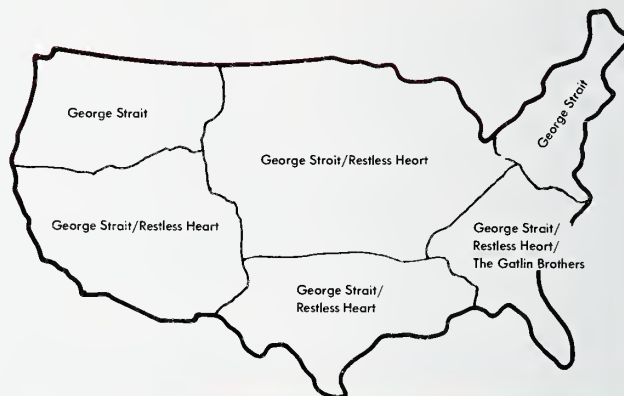 George Strait
George Strait
George Stroit/Restless Heort
George Strait/Restless Heart
George Strait/
Restless Heort/
The Gatlin Brothers
George Strait/
Restless Heart